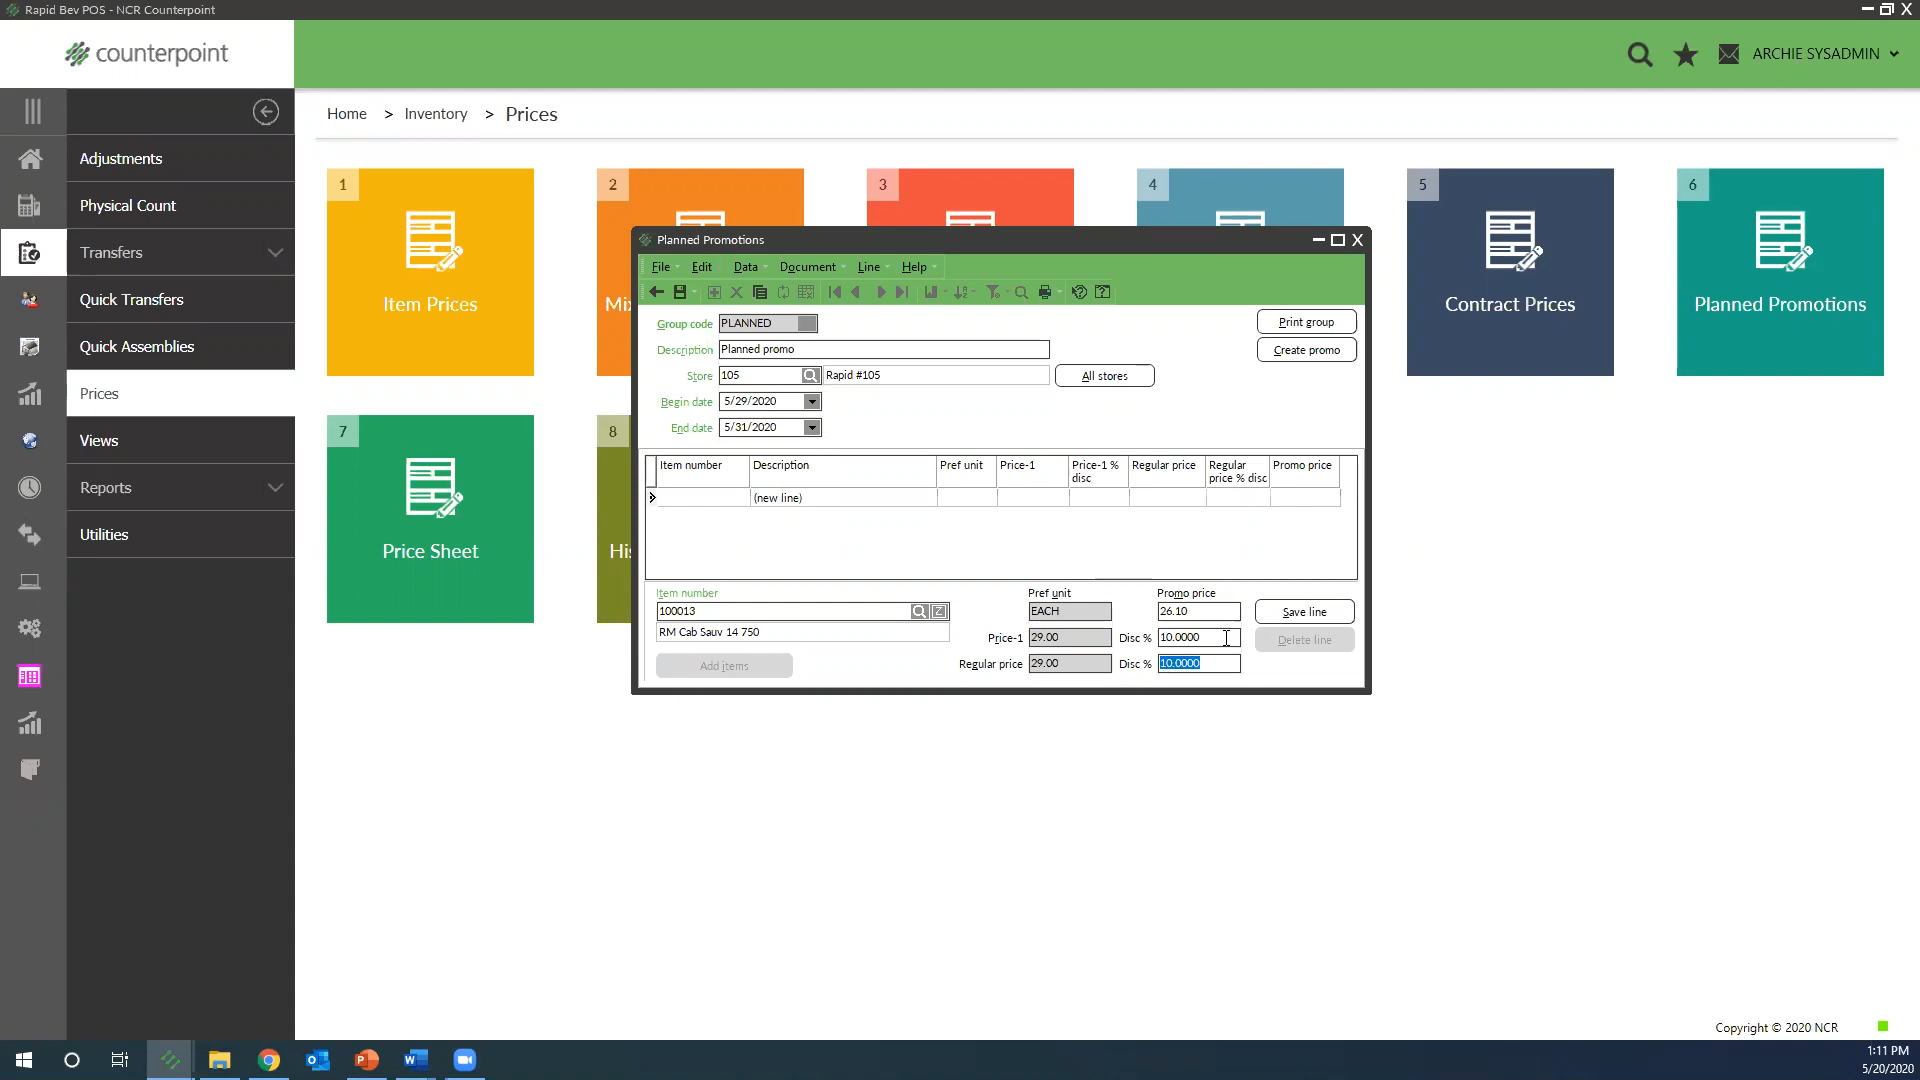 Rapid Bev POS - NCR Counterpoint
counterpoint
ARCHIE SYSADMIN
Home > Inventory > Prices
Adjustments
Physical Count
Transfers
Quick Transfers
Quick Assemblies
Prices
Views
Reports
Utilities
1
Item Prices
2
Mix
3
4
5
Contract Prices
6
Planned Promotions
7
Price Sheet
8
His
Planned Promotions
File Edit Data Document Line Help
Group code PLANNED
Print group
Description Planned promo
Create promo
Store 105 Rapid #105 All stores
Begin date 5/29/2020
End date 5/31/2020
Item number Description Pref unit Price-1 Price-1 % disc Regular price Regular price % disc Promo price
(new line)
Item number Pref unit Promo price
100013 EACH 26.10 Save line
RM Cab Sauv 14 750 Price-1 29.00 Disc % 10.0000 Delete line
Add items Regular price 29.00 Disc % 10.0000
Copyright © 2020 NCR
1:11 PM
5/20/2020